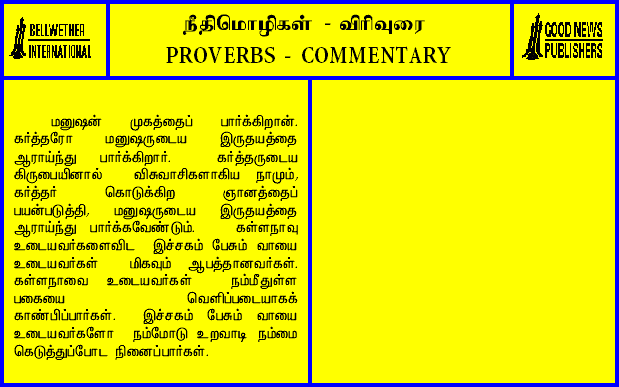 BELLWETHER
INTERNATIONAL
நீதிமொழிகள் - விரிவுரை
PROVERBS - COMMENTARY
GOOD NEWS
PUBLISHERS
மனுஷன் முகத்தைப் பார்க்கிறான்.
கர்த்தரோ மனுஷருடைய இருதயத்தை
ஆராய்ந்து பார்க்கிறார். கர்த்தருடைய
கிருபையினால் விசுவாசிகளாகிய நாமும்,
கர்த்தர் கொடுக்கிற ஞானத்தைப்
பயன்படுத்தி, மனுஷருடைய இருதயத்தை
ஆராய்ந்து பார்க்கவேண்டும். கள்ளநாவு
உடையவர்களைவிட இச்சகம் பேசும் வாயை
உடையவர்கள் மிகவும் ஆபத்தானவர்கள்.
கள்ளநாவை உடையவர்கள் நம்மீதுள்ள
பகையை வெளிப்படையாகக்
காண்பிப்பார்கள். இச்சகம் பேசும் வாயை
உடையவர்களோ நம்மோடு உறவாடி நம்மை
கெடுத்துப்போட நினைப்பார்கள்.